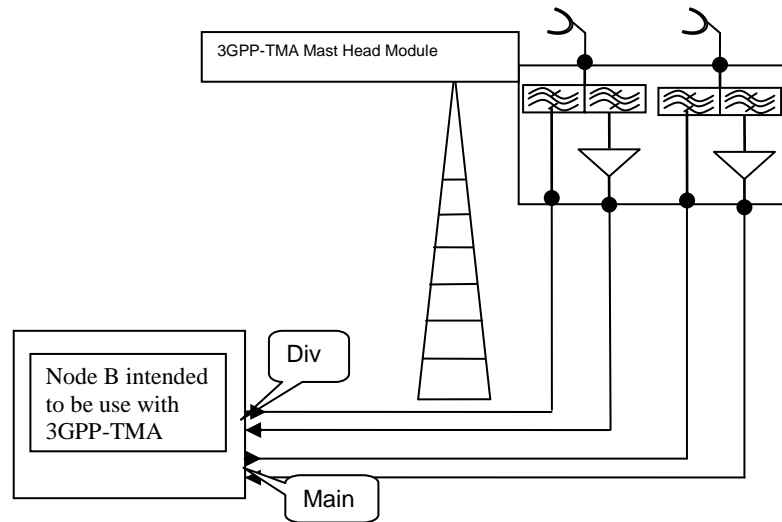 3GPP-TMA Mast Head Module
Div
Node B intended
to be use with
3GPP-TMA
Main